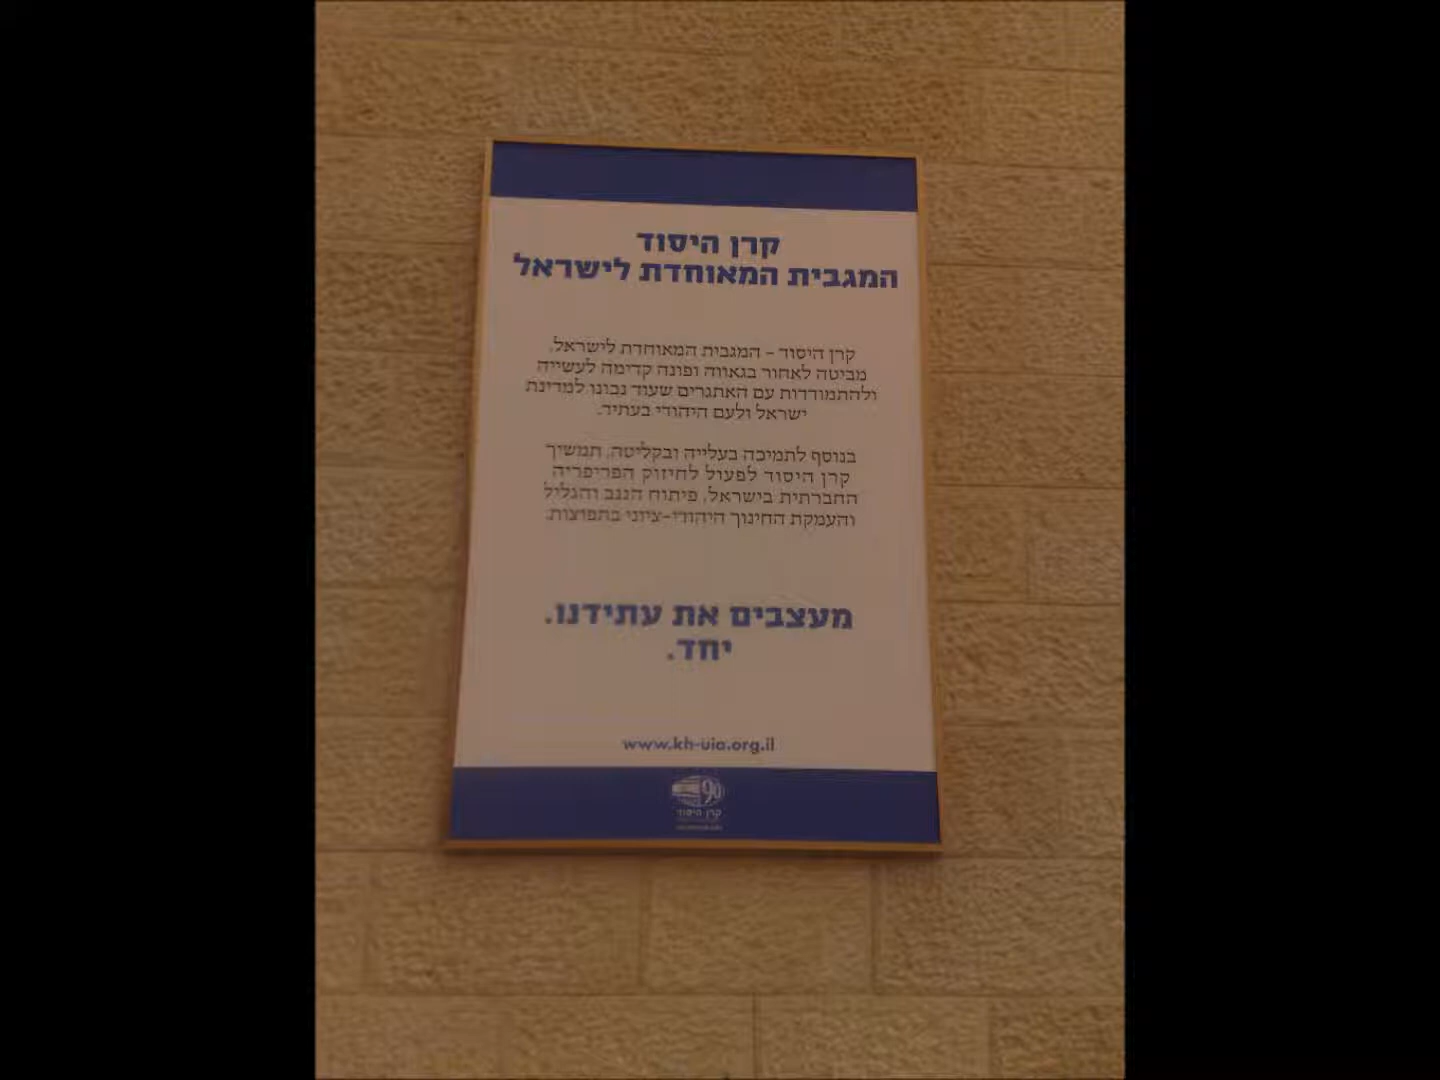 קרן היסוד
המגבית המאוחדת לישראל
קרן היסוד – המגבית המאוחדת לישראל,
מביטה לאחור בגאווה ופונה קדימה לעשייה
ולהתמודדות עם האתגרים שעוד נכונו למדינת
ישראל ולעם היהודי בעתיד.
בנוסף לתמיכה בעלייה ובקליטה, תמשיך
קרן היסוד לפעול לחיזוק הפריפריה
החברתית בישראל, פיתוח הנגב והגליל
והעמקת החינוך היהודי-ציוני בתפוצות.
מעצבים את עתידנו.
יחד.
www.kh-uia.org.il
90
קרן היסוד